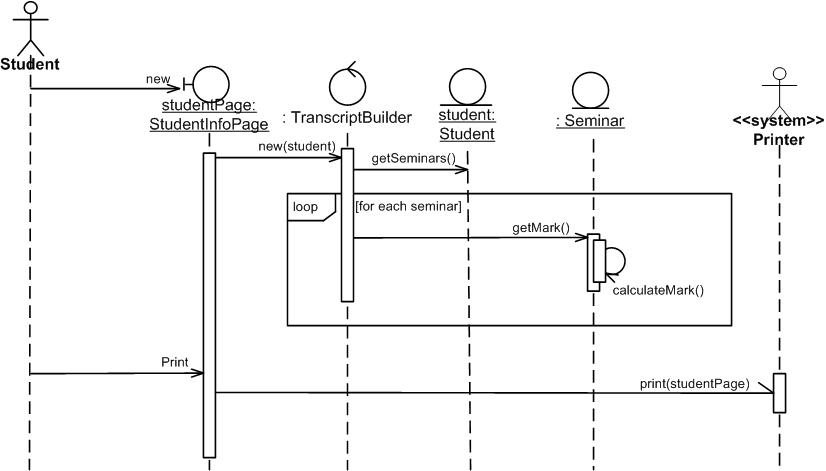 Student
new
studentPage:
StudentInfoPage
: TranscriptBuilder
student:
Student
: Seminar
<<system>>
Printer
new(student)
getSeminars()
loop
[for each seminar]
getMark()
calculateMark()
Print
print(studentPage)